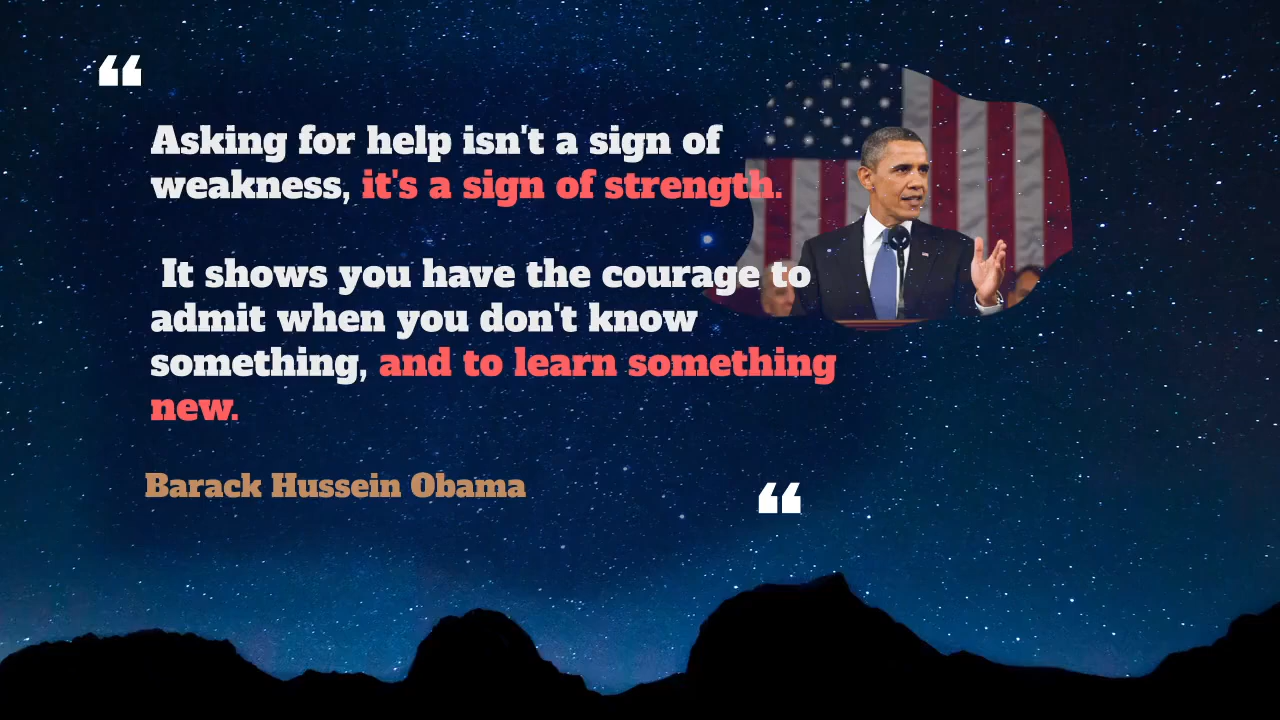 ❝
Asking for help isn't a sign of
weakness, it's a sign of strength.
It shows you have the courage to
admit when you don't know
something, and to learn something
new.
Barack Hussein Obama
❝